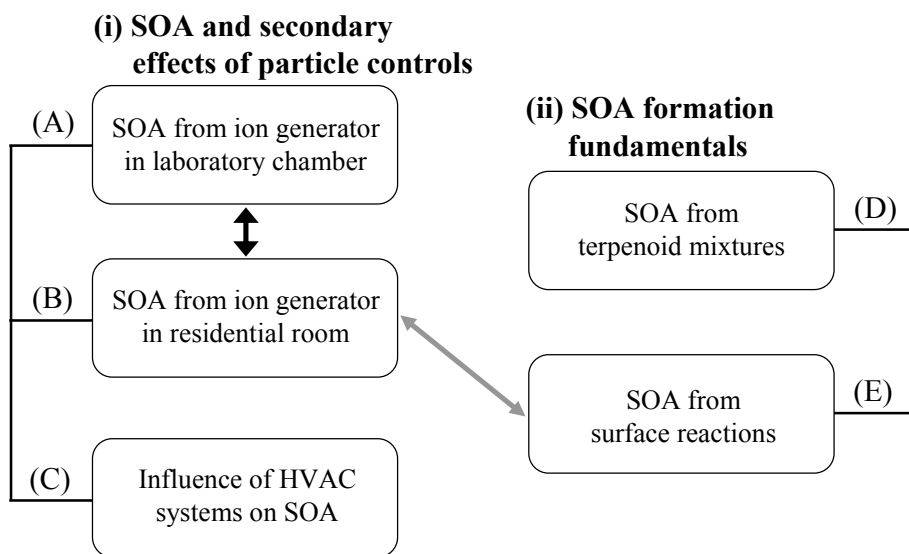 (i) SOA and secondary
effects of particle controls
(A)
SOA from ion generator
in laboratory chamber
(B)
SOA from ion generator
in residential room
(C)
Influence of HVAC
systems on SOA
(ii) SOA formation
fundamentals
SOA from
terpenoid mixtures
(D)
SOA from
surface reactions
(E)